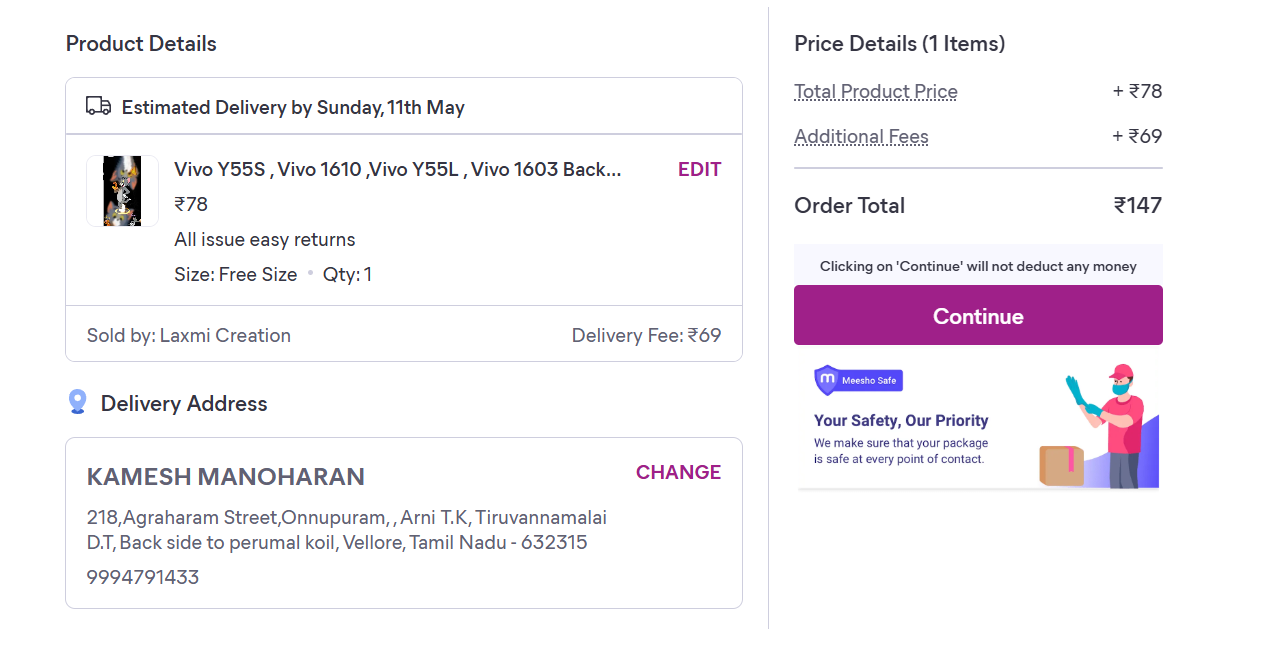 Product Details
Estimated Delivery by Sunday, 11th May
Vivo Y55S , Vivo 1610 ,Vivo Y55L , Vivo 1603 Back...
EDIT
₹78
All issue easy returns
Size: Free Size • Qty: 1
Sold by: Laxmi Creation
Delivery Fee: ₹69
Delivery Address
KAMESH MANOHARAN
CHANGE
218,Agraharam Street,Onnupuram, , Arni T.K, Tiruvannamalai
D.T, Back side to perumal koil, Vellore, Tamil Nadu - 632315
9994791433
Price Details (1 Items)
Total Product Price + ₹78
Additional Fees + ₹69
Order Total ₹147
Clicking on 'Continue' will not deduct any money
Continue
m Meesho Safe
Your Safety, Our Priority
We make sure that your package
is safe at every point of contact.